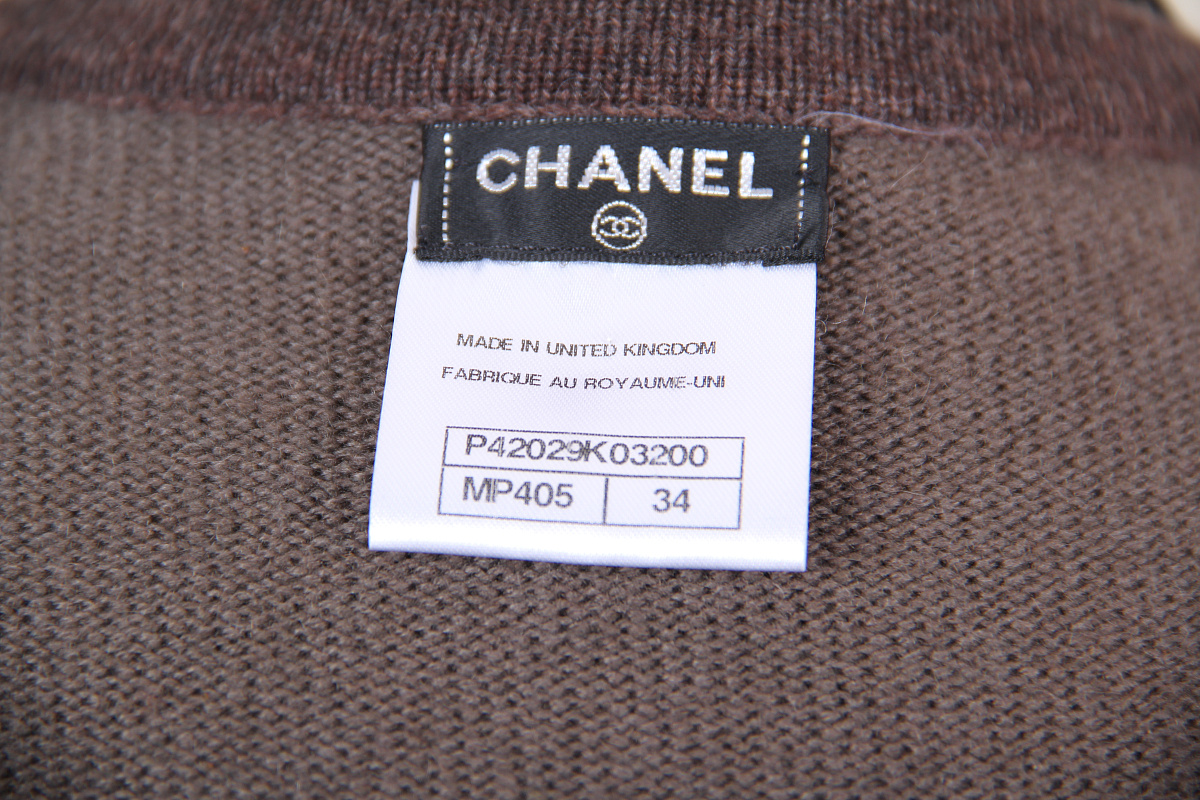 CHANEL
MADE IN UNITED KINGDOM
FABRIQUE AU ROYAUME-UNI
P42029K03200
MP405 34